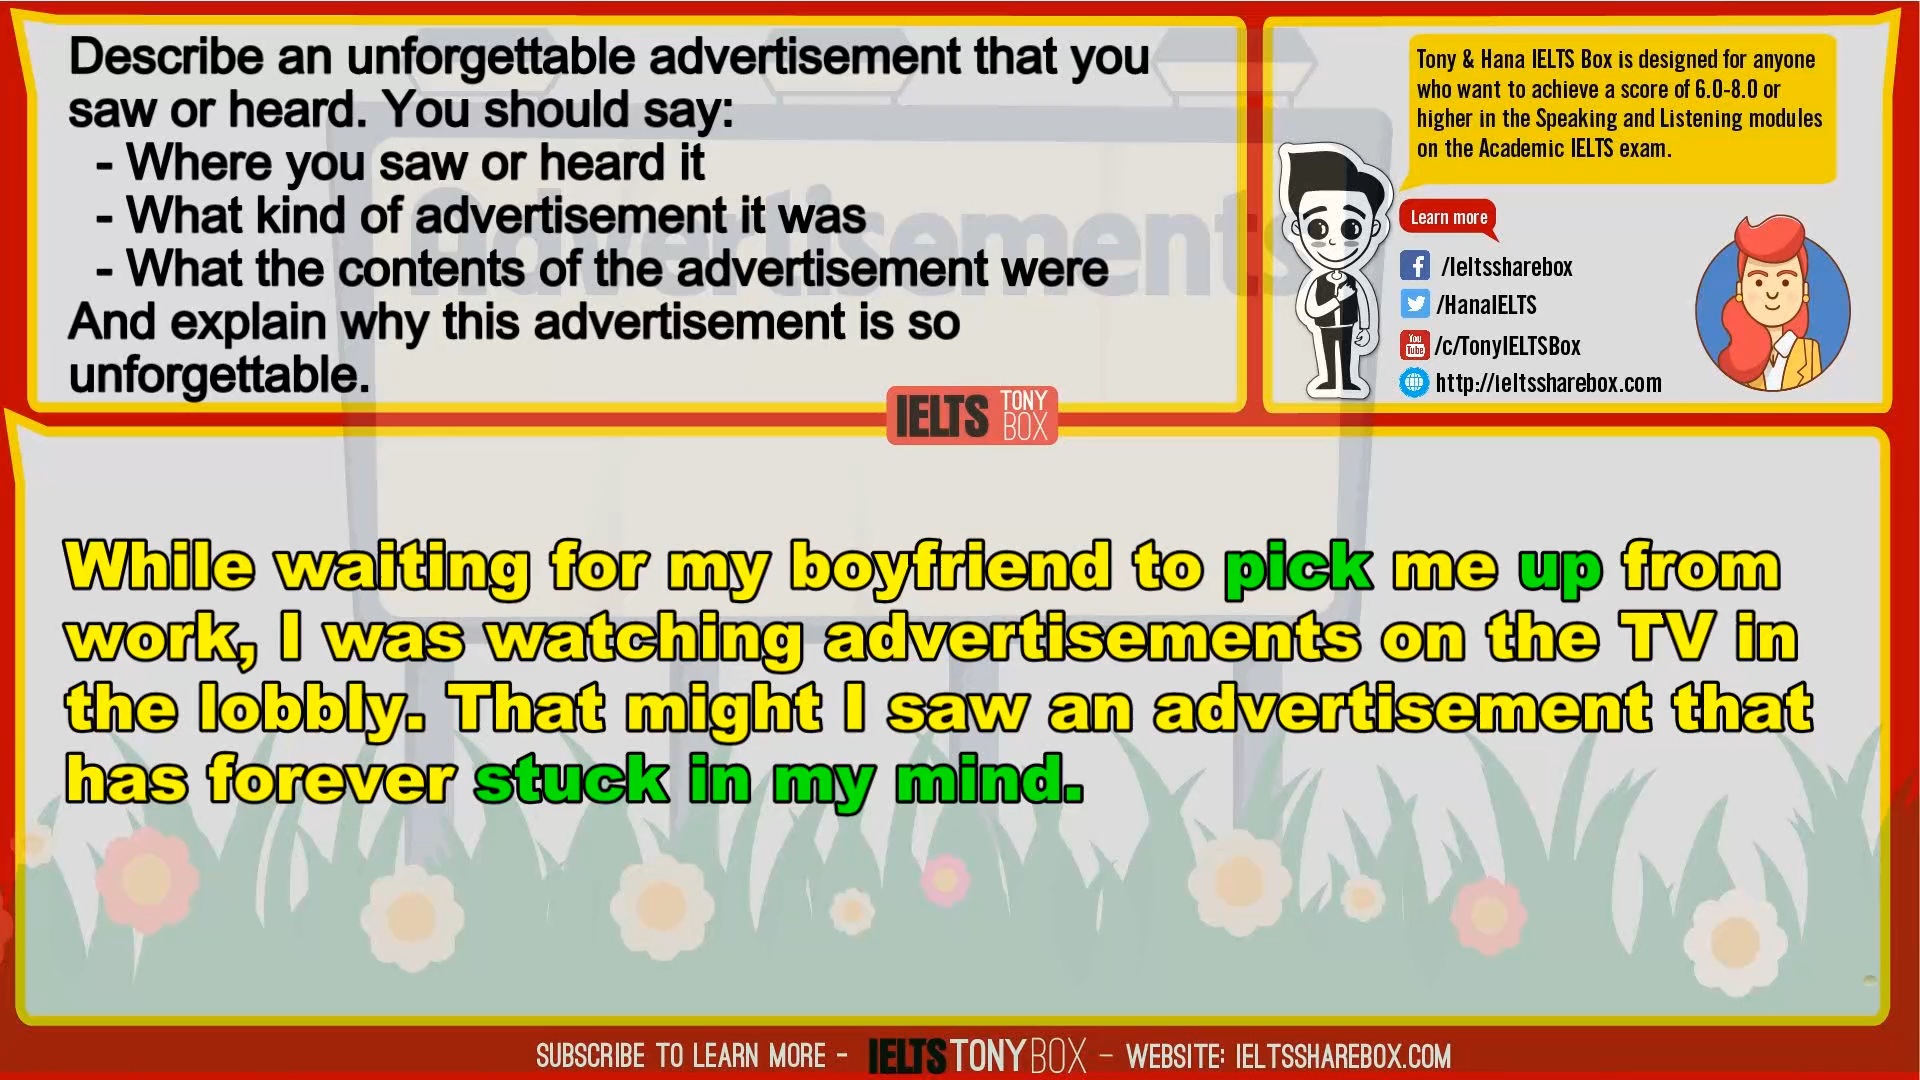 Describe an unforgettable advertisement that you
saw or heard. You should say:
- Where you saw or heard it
- What kind of advertisement it was
- What the contents of the advertisement were
And explain why this advertisement is so
unforgettable.
Advertisements
Tony & Hana IELTS Box is designed for anyone
who want to achieve a score of 6.0-8.0 or
higher in the Speaking and Listening modules
on the Academic IELTS exam.
Learn more
/Ieltssharebox
/HanaIELTS
You
Tube
/c/TonyIELTSBox
http://ieltssharebox.com
IELTS TONY
BOX
While waiting for my boyfriend to pick me up from
work, I was watching advertisements on the TV in
the lobbly. That might I saw an advertisement that
has forever stuck in my mind.
SUBSCRIBE TO LEARN MORE - IELTS TONY BOX - WEBSITE: IELTSSHAREBOX.COM